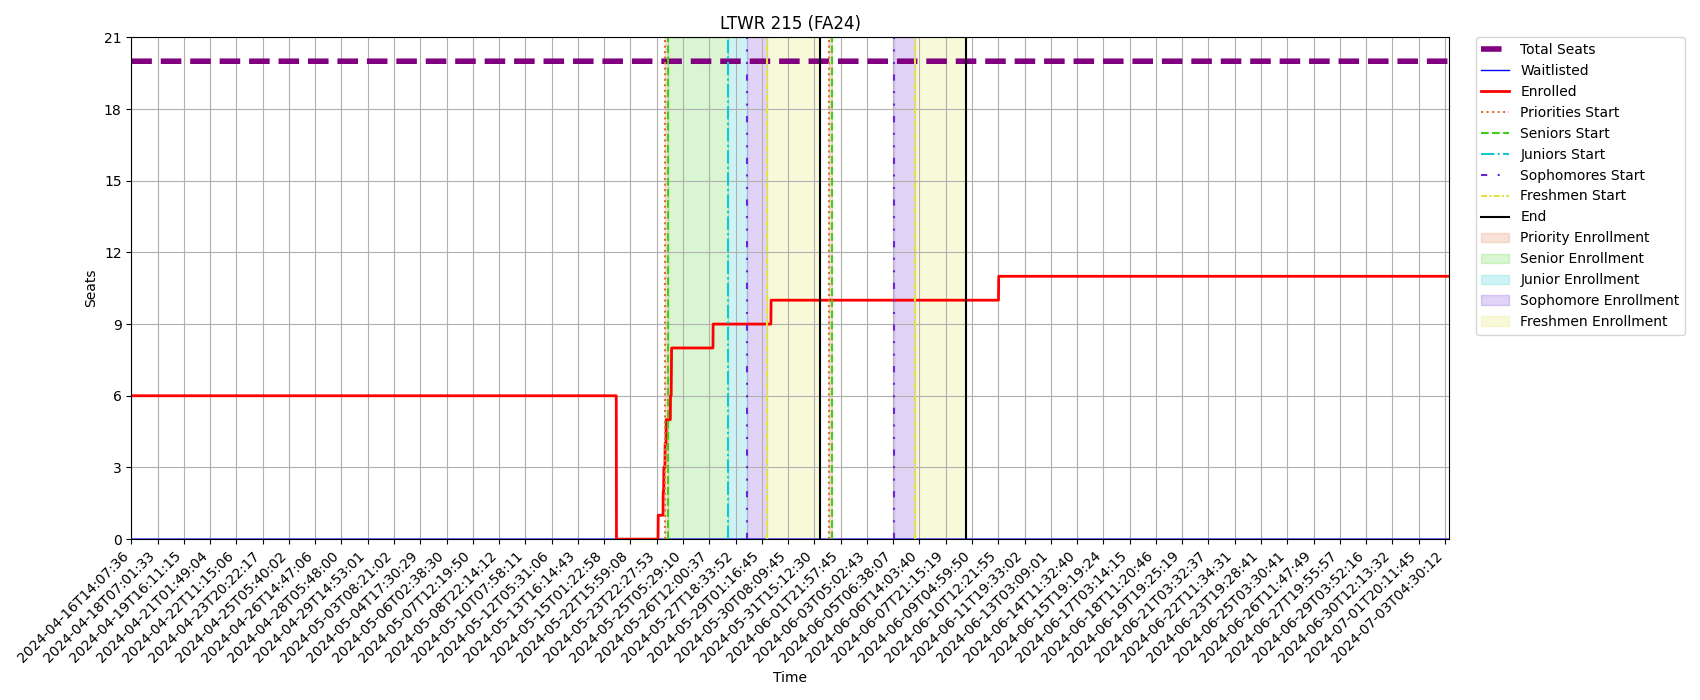 LTWR 215 (FA24)
21
18
15
12
9
6
3
0
Seats
2024-04-16T14:07:36
2024-04-18T07:01:33
2024-04-19T16:11:15
2024-04-21T01:49:04
2024-04-22T11:15:06
2024-04-23T20:22:17
2024-04-25T05:40:02
2024-04-26T14:47:06
2024-04-28T05:48:00
2024-04-29T14:53:01
2024-05-03T08:21:02
2024-05-04T17:30:29
2024-05-06T02:38:30
2024-05-07T12:19:50
2024-05-08T22:14:12
2024-05-10T07:58:11
2024-05-12T05:31:06
2024-05-13T16:14:43
2024-05-15T01:22:58
2024-05-22T15:59:08
2024-05-23T22:27:53
2024-05-25T05:29:10
2024-05-26T12:00:37
2024-05-27T18:33:52
2024-05-29T01:16:45
2024-05-30T08:09:45
2024-05-31T15:12:30
2024-06-01T21:57:45
2024-06-03T05:02:43
2024-06-05T06:38:07
2024-06-06T14:03:40
2024-06-07T21:15:19
2024-06-09T04:59:50
2024-06-10T12:21:55
2024-06-11T19:33:02
2024-06-13T03:09:01
2024-06-14T11:32:40
2024-06-15T19:19:24
2024-06-17T03:14:15
2024-06-18T11:20:46
2024-06-19T19:25:19
2024-06-21T03:32:37
2024-06-22T11:34:31
2024-06-23T19:28:41
2024-06-25T03:30:41
2024-06-26T11:47:49
2024-06-27T19:55:57
2024-06-29T03:52:16
2024-06-30T12:13:32
2024-07-01T20:11:45
2024-07-03T04:30:12
Time
Total Seats
Waitlisted
Enrolled
Priorities Start
Seniors Start
Juniors Start
Sophomores Start
Freshmen Start
End
Priority Enrollment
Senior Enrollment
Junior Enrollment
Sophomore Enrollment
Freshmen Enrollment